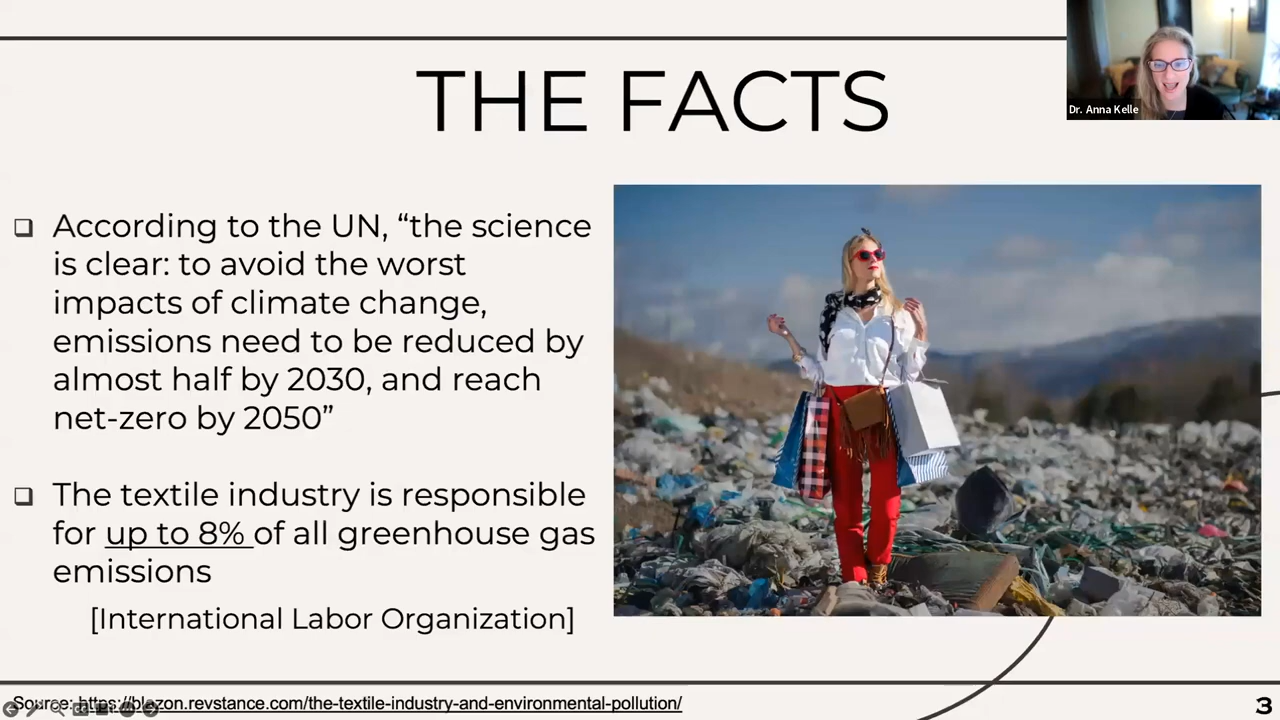 THE FACTS
Dr. Anna Kelle
According to the UN, “the science
is clear: to avoid the worst
impacts of climate change,
emissions need to be reduced by
almost half by 2030, and reach
net-zero by 2050”
The textile industry is responsible
for up to 8% of all greenhouse gas
emissions
[International Labor Organization]
Source: https://blazon.revstance.com/the-textile-industry-and-environmental-pollution/
3